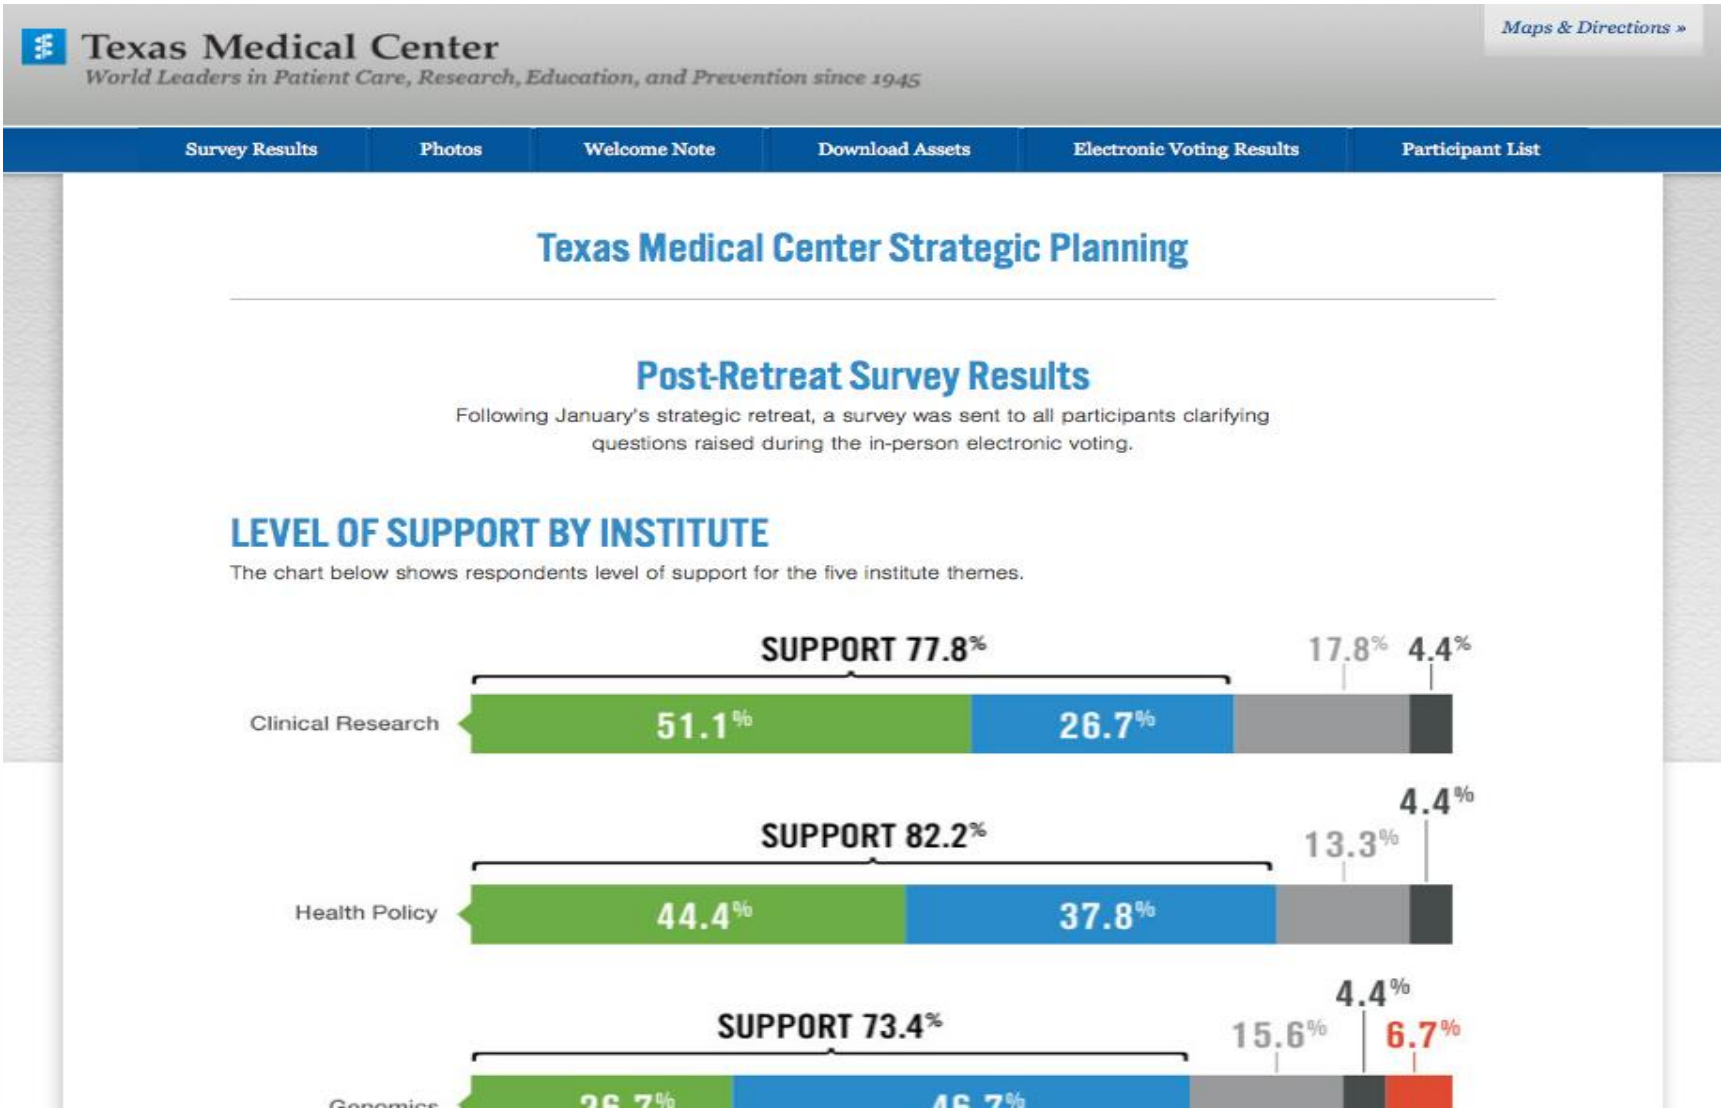 Maps & Directions »
Texas Medical Center
World Leaders in Patient Care, Research, Education, and Prevention since 1945
Survey Results Photos Welcome Note Download Assets Electronic Voting Results Participant List
Texas Medical Center Strategic Planning
Post-Retreat Survey Results
Following January's strategic retreat, a survey was sent to all participants clarifying
questions raised during the in-person electronic voting.
LEVEL OF SUPPORT BY INSTITUTE
The chart below shows respondents level of support for the five institute themes.
SUPPORT 77.8% 17.8% 4.4%
Clinical Research 51.1% 26.7%
4.4%
SUPPORT 82.2% 13.3%
Health Policy 44.4% 37.8%
4.4%
SUPPORT 73.4% 15.6% 6.7%
Genomics 26.7% 46.7%